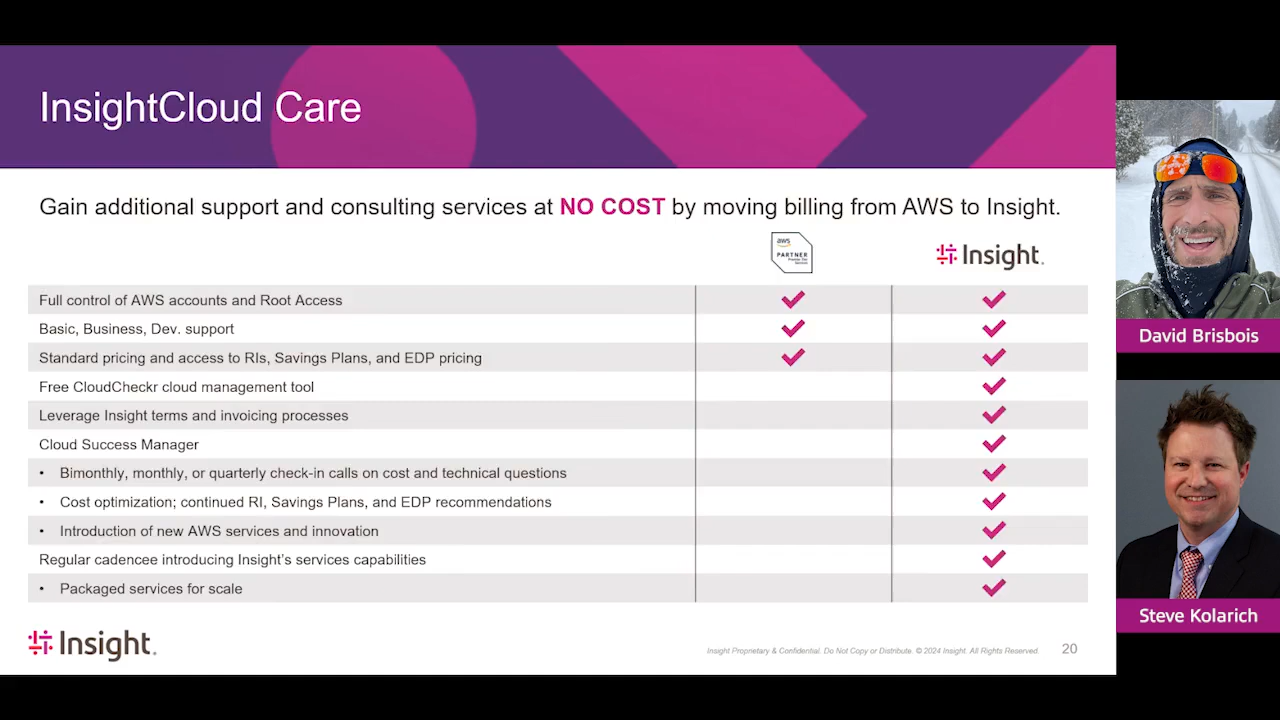 InsightCloud Care
Gain additional support and consulting services at NO COST by moving billing from AWS to Insight.
aws
PARTNER
Insight
Full control of AWS accounts and Root Access
Basic, Business, Dev. support
Standard pricing and access to RIs, Savings Plans, and EDP pricing
Free CloudCheckr cloud management tool
Leverage Insight terms and invoicing processes
Cloud Success Manager
• Bimonthly, monthly, or quarterly check-in calls on cost and technical questions
• Cost optimization; continued RI, Savings Plans, and EDP recommendations
• Introduction of new AWS services and innovation
Regular cadencee introducing Insight's services capabilities
• Packaged services for scale
Insight
Insight Proprietary & Confidential. Do Not Copy or Distribute. © 2024 Insight. All Rights Reserved.
20
David Brisbois
Steve Kolarich